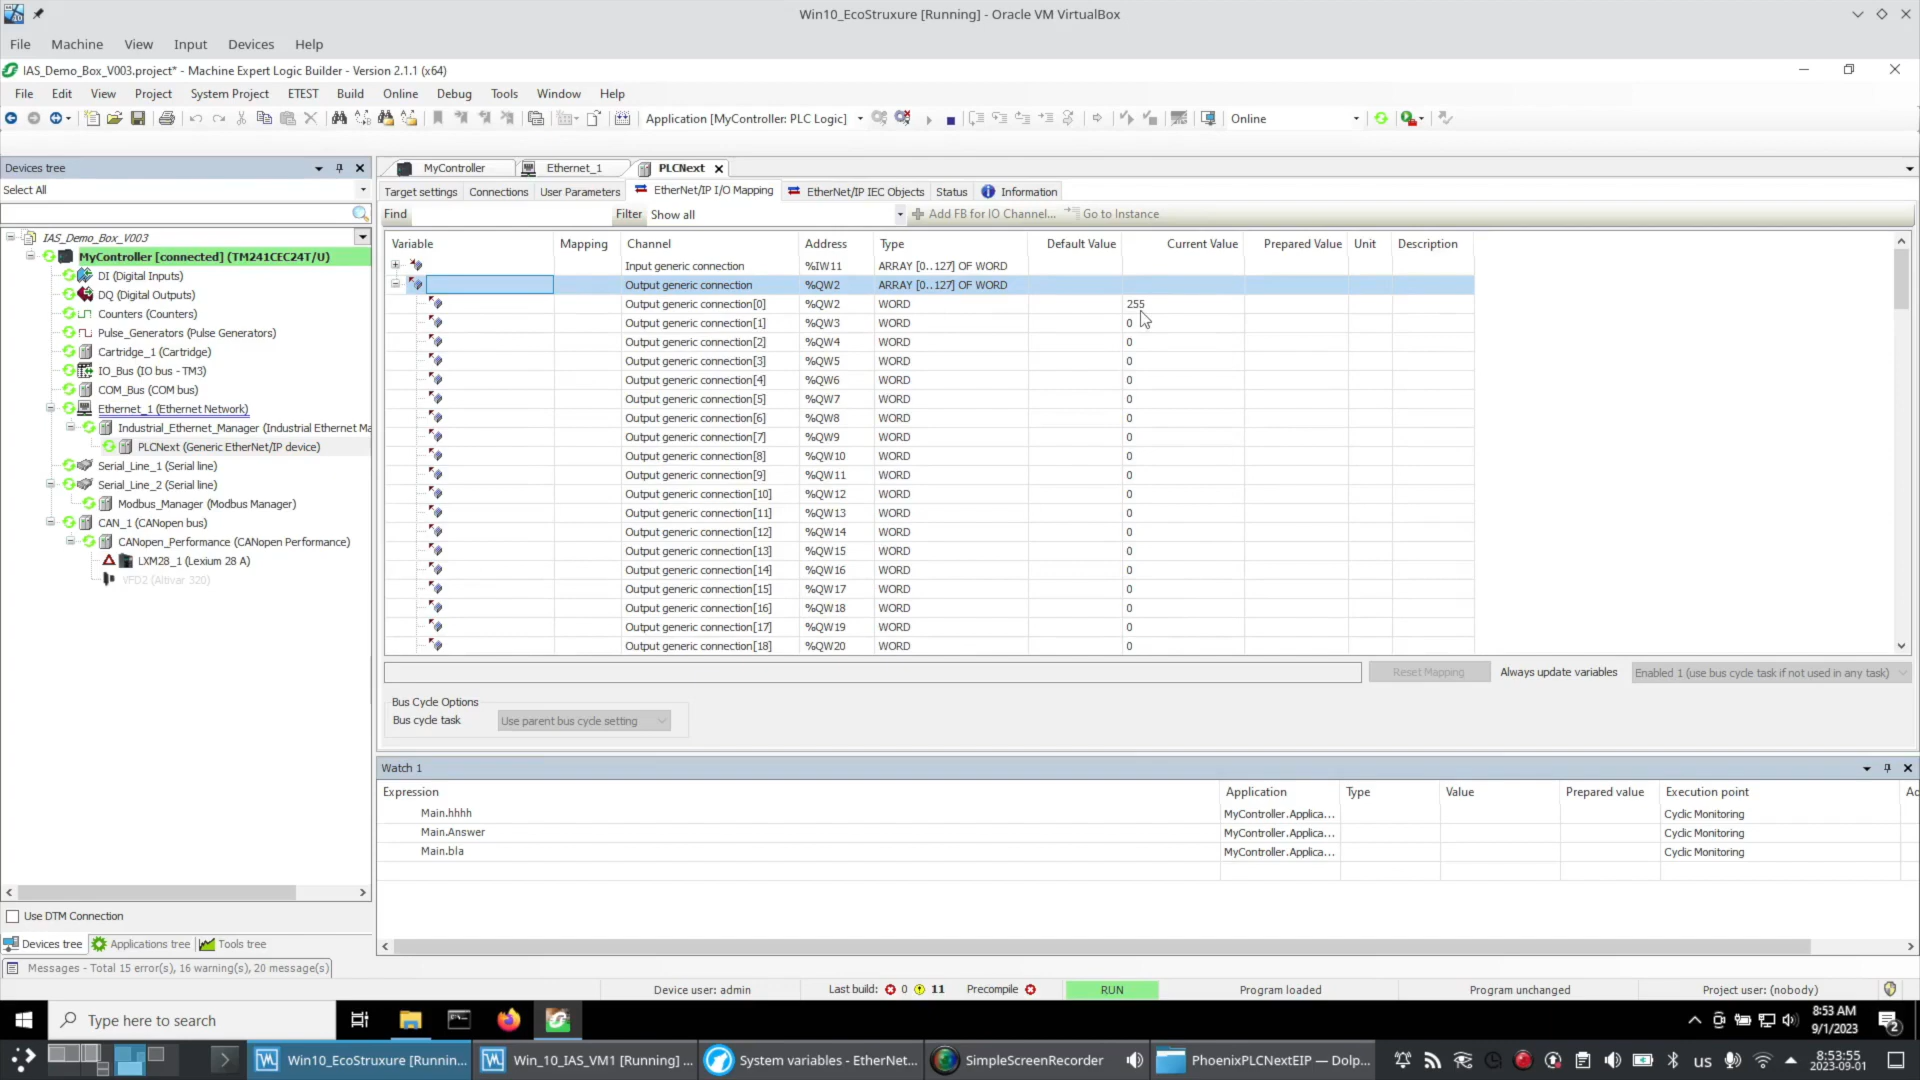 Win10_EcoStruxure [Running] - Oracle VM VirtualBox
File Machine View Input Devices Help
IAS_Demo_Box_V003.project* - Machine Expert Logic Builder - Version 2.1.1 (x64)
File Edit View Project System Project ETEST Build Online Debug Tools Window Help
Application [MyController: PLC Logic] Online
Devices tree
Select All
IAS_Demo_Box_V003
MyController [connected] (TM241CEC24T/U)
DI (Digital Inputs)
DQ (Digital Outputs)
Counters (Counters)
Pulse_Generators (Pulse Generators)
Cartridge_1 (Cartridge)
IO_Bus (IO bus - TM3)
COM_Bus (COM bus)
Ethernet_1 (Ethernet Network)
Industrial_Ethernet_Manager (Industrial Ethernet Ma
PLCNext (Generic EtherNet/IP device)
Serial_Line_1 (Serial line)
Serial_Line_2 (Serial line)
Modbus_Manager (Modbus Manager)
CAN_1 (CANopen bus)
CANopen_Performance (CANopen Performance)
LXM28_1 (Lexium 28 A)
VFD2 (Altivar 320)
Use DTM Connection
Devices tree Applications tree Tools tree
MyController Ethernet_1 PLCNext
Target settings Connections User Parameters EtherNet/IP I/O Mapping EtherNet/IP IEC Objects Status Information
Find Filter Show all Add FB for IO Channel... Go to Instance
Variable Mapping Channel Address Type Default Value Current Value Prepared Value Unit Description
Input generic connection %IW11 ARRAY [0..127] OF WORD
Output generic connection %QW2 ARRAY [0..127] OF WORD
Output generic connection[0] %QW2 WORD 255
Output generic connection[1] %QW3 WORD 0
Output generic connection[2] %QW4 WORD 0
Output generic connection[3] %QW5 WORD 0
Output generic connection[4] %QW6 WORD 0
Output generic connection[5] %QW7 WORD 0
Output generic connection[6] %QW8 WORD 0
Output generic connection[7] %QW9 WORD 0
Output generic connection[8] %QW10 WORD 0
Output generic connection[9] %QW11 WORD 0
Output generic connection[10] %QW12 WORD 0
Output generic connection[11] %QW13 WORD 0
Output generic connection[12] %QW14 WORD 0
Output generic connection[13] %QW15 WORD 0
Output generic connection[14] %QW16 WORD 0
Output generic connection[15] %QW17 WORD 0
Output generic connection[16] %QW18 WORD 0
Output generic connection[17] %QW19 WORD 0
Output generic connection[18] %QW20 WORD 0
Reset Mapping Always update variables Enabled 1 (use bus cycle task if not used in any task)
Bus Cycle Options
Bus cycle task Use parent bus cycle setting
Watch 1
Expression Application Type Value Prepared value Execution point Ad
Main.hhhh MyController.Applica... Cyclic Monitoring
Main.Answer MyController.Applica... Cyclic Monitoring
Main.bla MyController.Applica... Cyclic Monitoring
Messages - Total 15 error(s), 16 warning(s), 20 message(s)
Device user: admin Last build: 0 11 Precompile RUN Program loaded Program unchanged Project user: (nobody)
Type here to search
8:53 AM
9/1/2023
2
Win10_EcoStruxure [Runnin... Win_10_IAS_VM1 [Running] ... System variables - EtherNet... SimpleScreenRecorder PhoenixPLCNextEIP — Dolp... us
8:53:55
2023-09-01